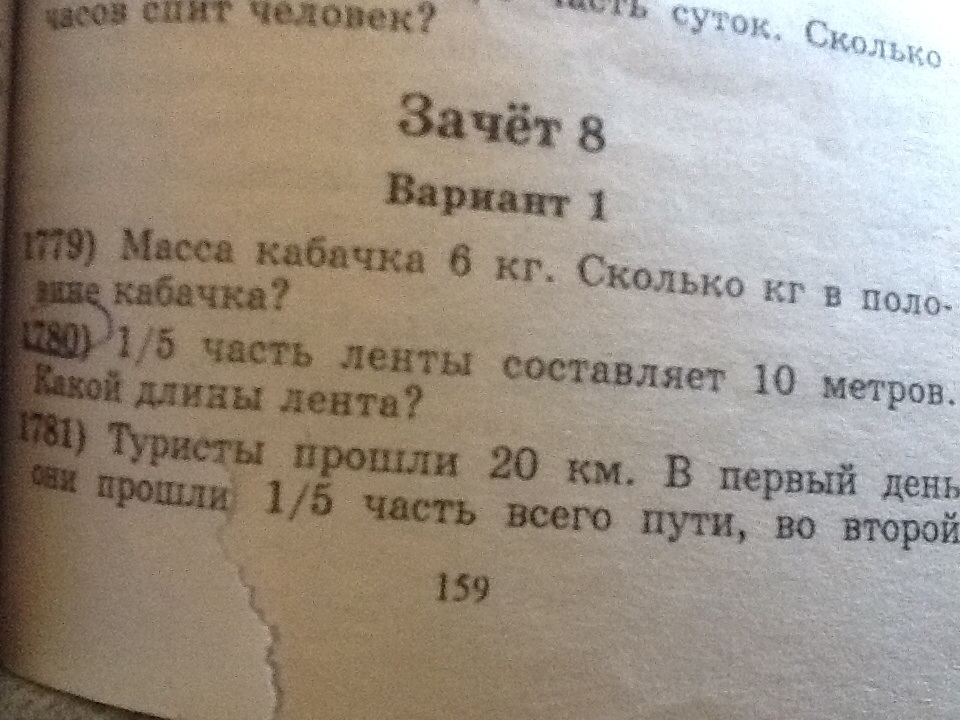 часть суток. Сколько
часов спит человек?
Зачёт 8
Вариант 1
1779) Масса кабачка 6 кг. Сколько кг в поло-
вине кабачка?
1780) 1/5 часть ленты составляет 10 метров.
Какой длины лента?
1781) Туристы прошли 20 км. В первый день
они прошли 1/5 часть всего пути, во второй
159